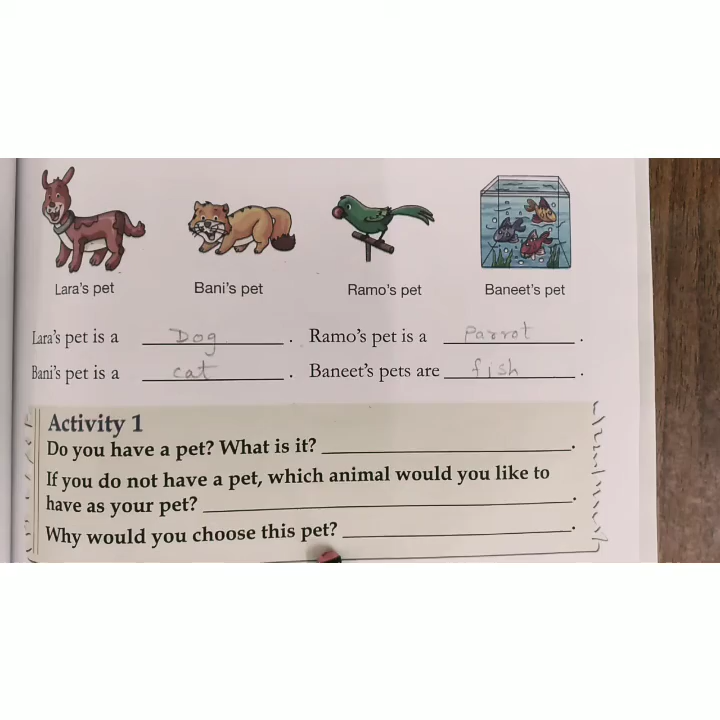 Lara's pet Bani's pet Ramo's pet Baneet's pet
Lara's pet is a Dog . Ramo's pet is a Parrot .
Bani's pet is a cat . Baneet's pets are fish .
Activity 1
Do you have a pet? What is it? .
If you do not have a pet, which animal would you like to
have as your pet? .
Why would you choose this pet? .